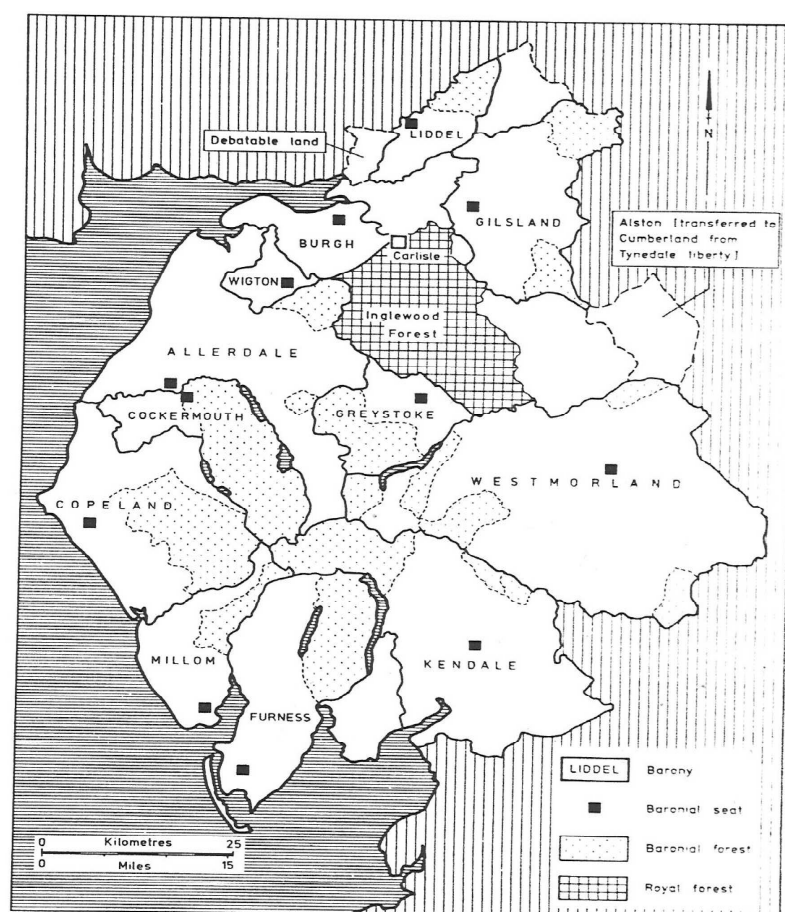 LIDDEL
Debatable land
N
GILSLAND
Alston [transferred to
Cumberland from
Tynedale liberty]
BURGH
Carlisle
WIGTON
Inglewood
Forest
ALLERDALE
COCKERMOUTH
GREYSTOKE
WESTMORLAND
COPELAND
MILLOM
KENDALE
FURNESS
LIDDEL Barony
Baronial seat
Baronial forest
Royal forest
0 Kilometres 25
0 Miles 15